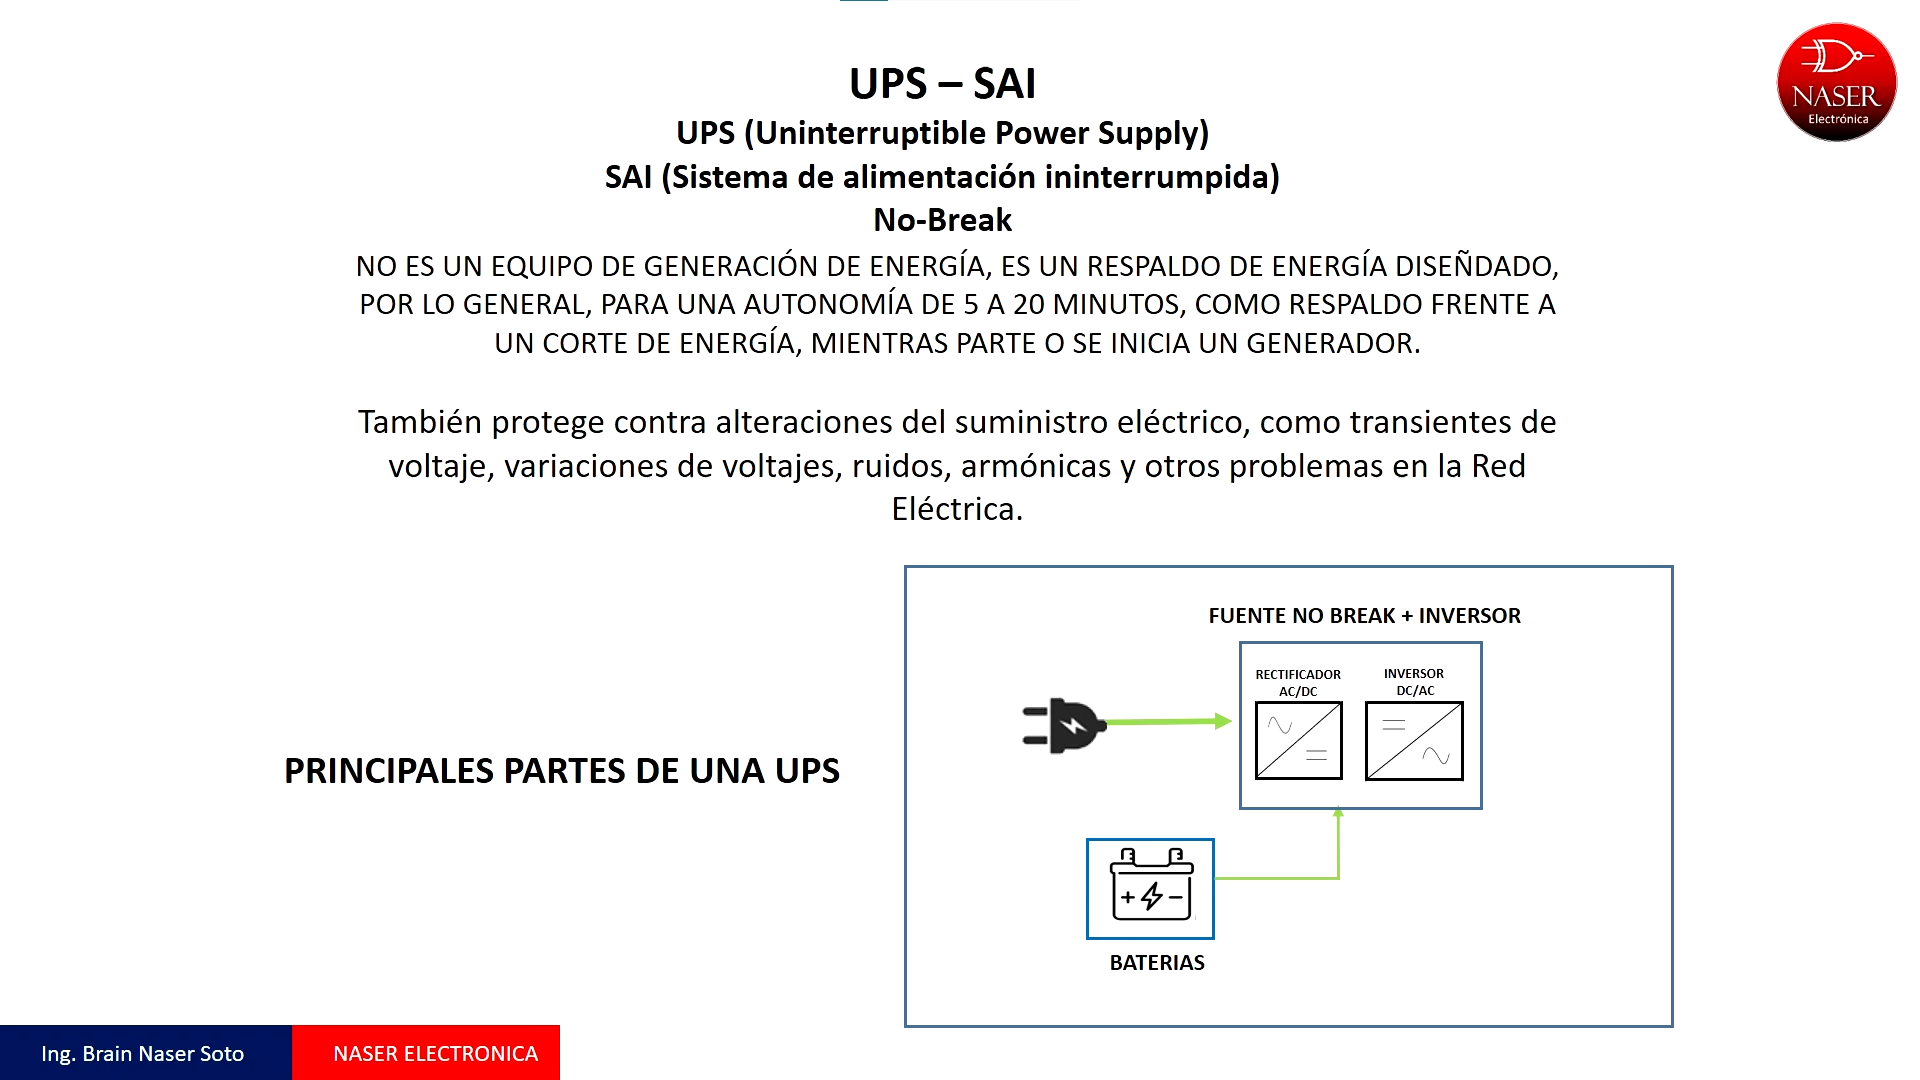 UPS – SAI
UPS (Uninterruptible Power Supply)
SAI (Sistema de alimentación ininterrumpida)
No-Break
NO ES UN EQUIPO DE GENERACIÓN DE ENERGÍA, ES UN RESPALDO DE ENERGÍA DISEÑDADO,
POR LO GENERAL, PARA UNA AUTONOMÍA DE 5 A 20 MINUTOS, COMO RESPALDO FRENTE A
UN CORTE DE ENERGÍA, MIENTRAS PARTE O SE INICIA UN GENERADOR.
También protege contra alteraciones del suministro eléctrico, como transientes de
voltaje, variaciones de voltajes, ruidos, armónicas y otros problemas en la Red
Eléctrica.
NASER
Electrónica
PRINCIPALES PARTES DE UNA UPS
FUENTE NO BREAK + INVERSOR
RECTIFICADOR
AC/DC
INVERSOR
DC/AC
BATERIAS
Ing. Brain Naser Soto
NASER ELECTRONICA